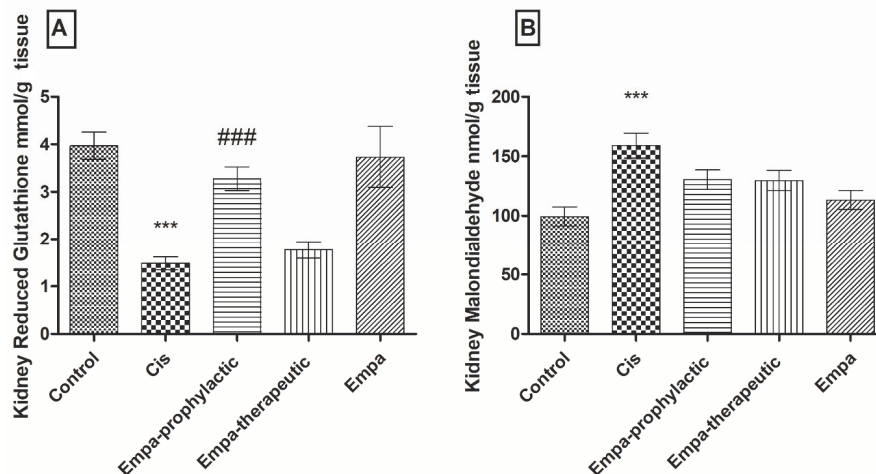 A
Kidney Reduced Glutathione mmol/g tissue
5
4
3
2
1
0
***
###
Control
Cis
Empa-prophylactic
Empa-therapeutic
Empa
B
Kidney Malondialdehyde nmol/g tissue
200
150
100
50
0
***
Control
Cis
Empa-prophylactic
Empa-therapeutic
Empa